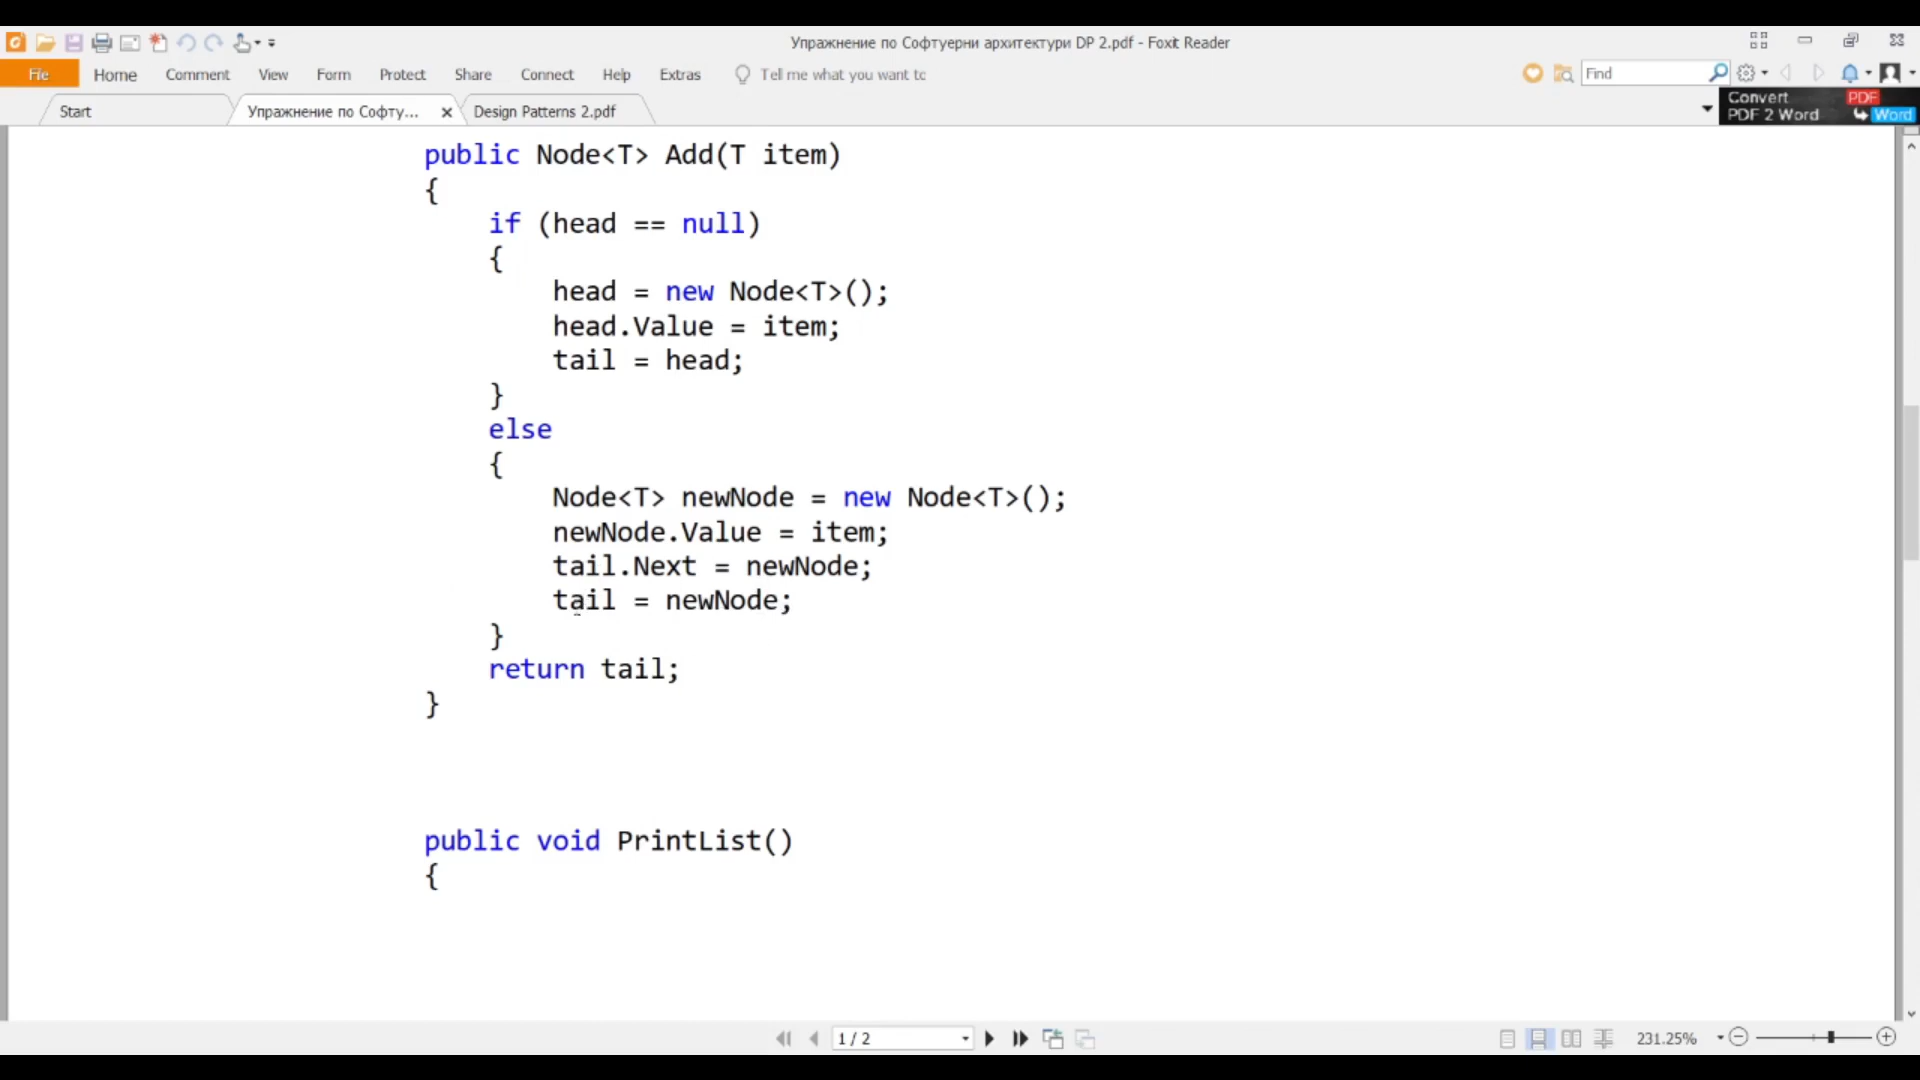 Упражнение по Софтуерни архитектури DP 2.pdf - Foxit Reader
File Home Comment View Form Protect Share Connect Help Extras Tell me what you want to Find
Start Упражнение по Софту... Design Patterns 2.pdf Convert PDF
PDF 2 Word Word
public Node<T> Add(T item)
{
if (head == null)
{
head = new Node<T>();
head.Value = item;
tail = head;
}
else
{
Node<T> newNode = new Node<T>();
newNode.Value = item;
tail.Next = newNode;
tail = newNode;
}
return tail;
}
public void PrintList()
{
1 / 2 231.25%